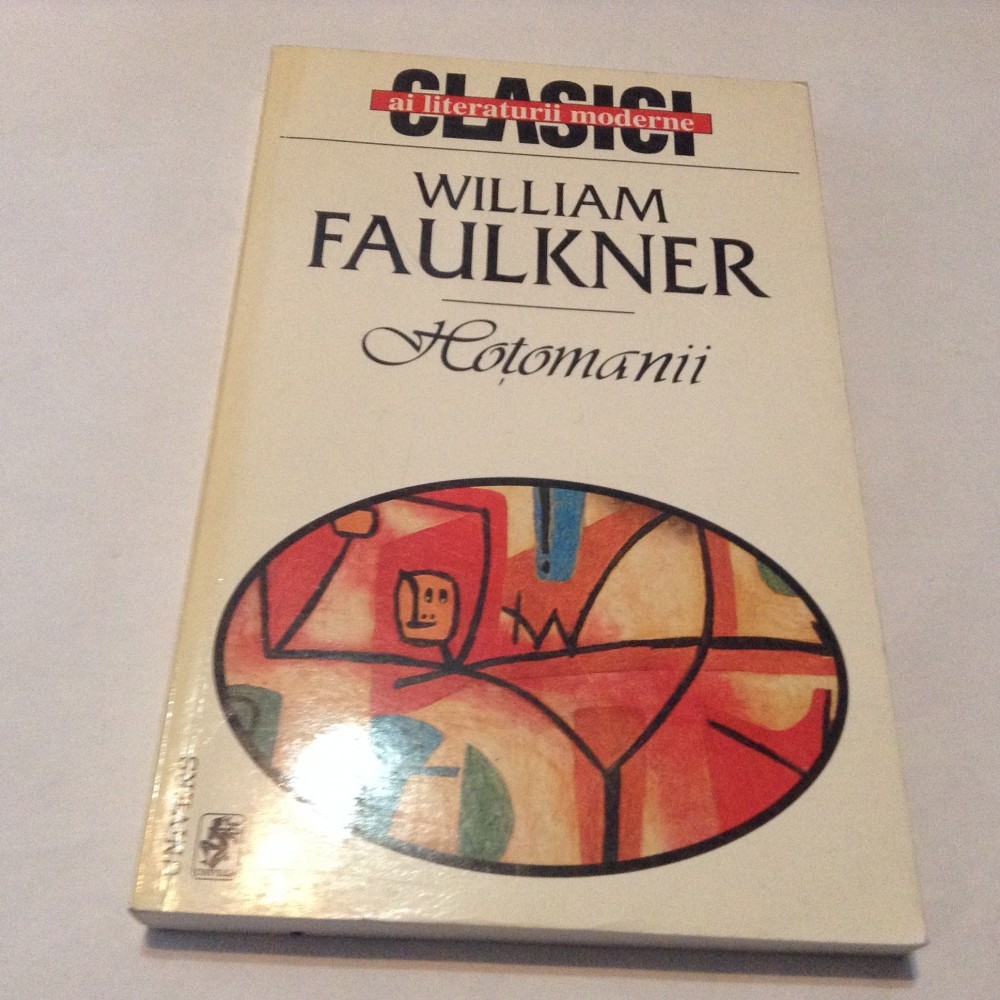 CLASICI
ai literaturii moderne
WILLIAM
FAULKNER
Hoțomanii